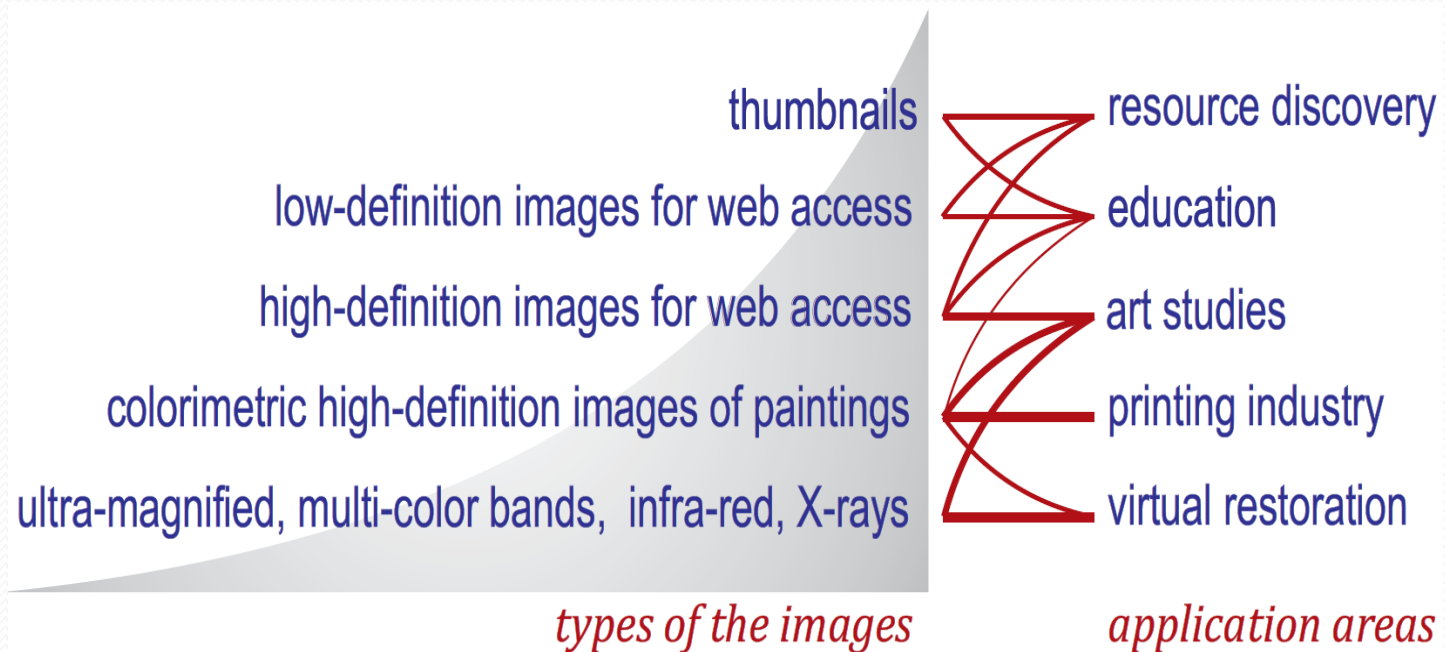 thumbnails
resource discovery
low-definition images for web access
education
high-definition images for web access
art studies
colorimetric high-definition images of paintings
printing industry
ultra-magnified, multi-color bands, infra-red, X-rays
virtual restoration
types of the images
application areas